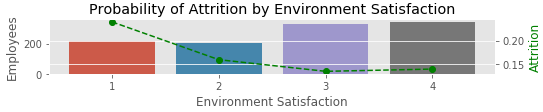 Probability of Attrition by Environment Satisfaction
Employees
200
0
1
2
3
4
Environment Satisfaction
0.20
0.15
Attrition